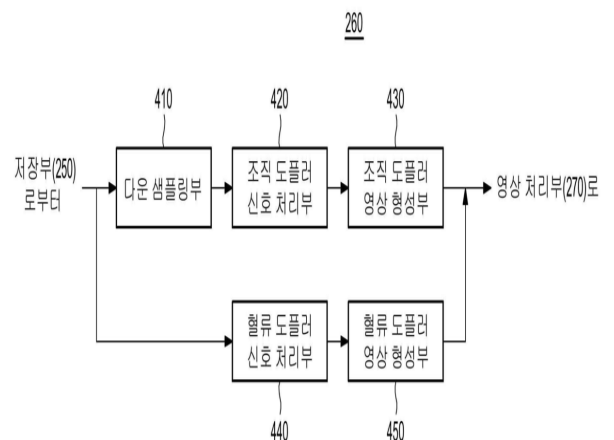 260
410
420
430
저장부(250)
로부터
다운 샘플링부
조직 도플러
신호 처리부
조직 도플러
영상 형성부
영상 처리부(270)로
혈류 도플러
신호 처리부
혈류 도플러
영상 형성부
440
450